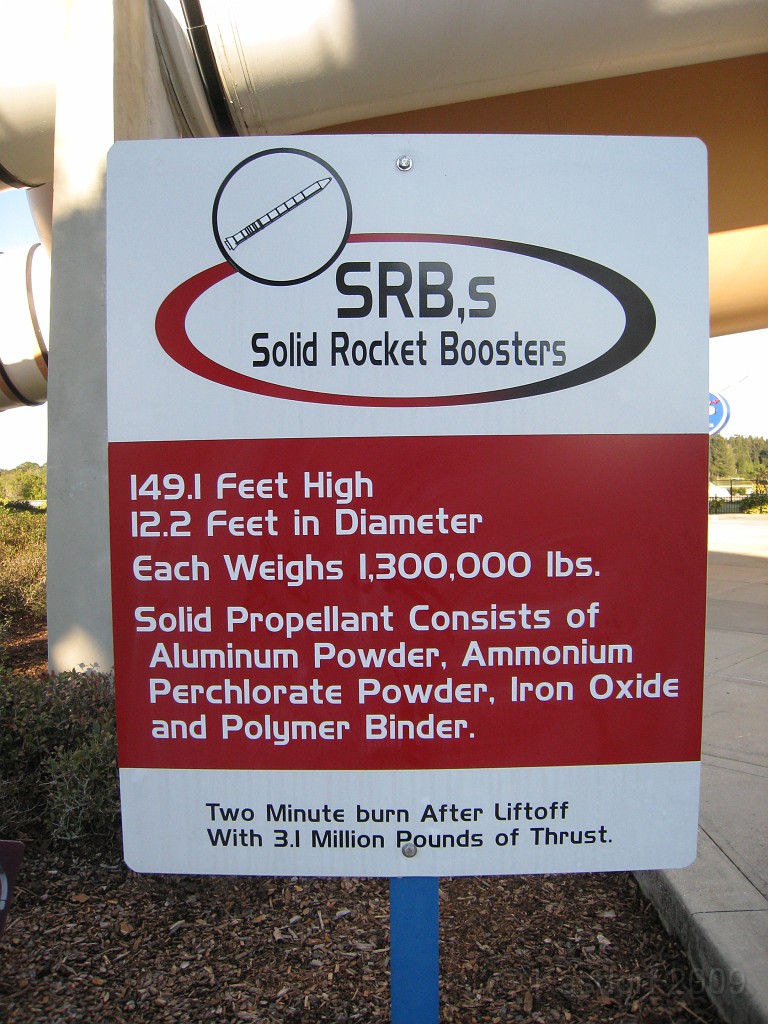 SRB,s
Solid Rocket Boosters
149.1 Feet High
12.2 Feet in Diameter
Each Weighs 1,300,000 lbs.
Solid Propellant Consists of
Aluminum Powder, Ammonium
Perchlorate Powder, Iron Oxide
and Polymer Binder.
Two Minute burn After Liftoff
With 3.1 Million Pounds of Thrust.
2009